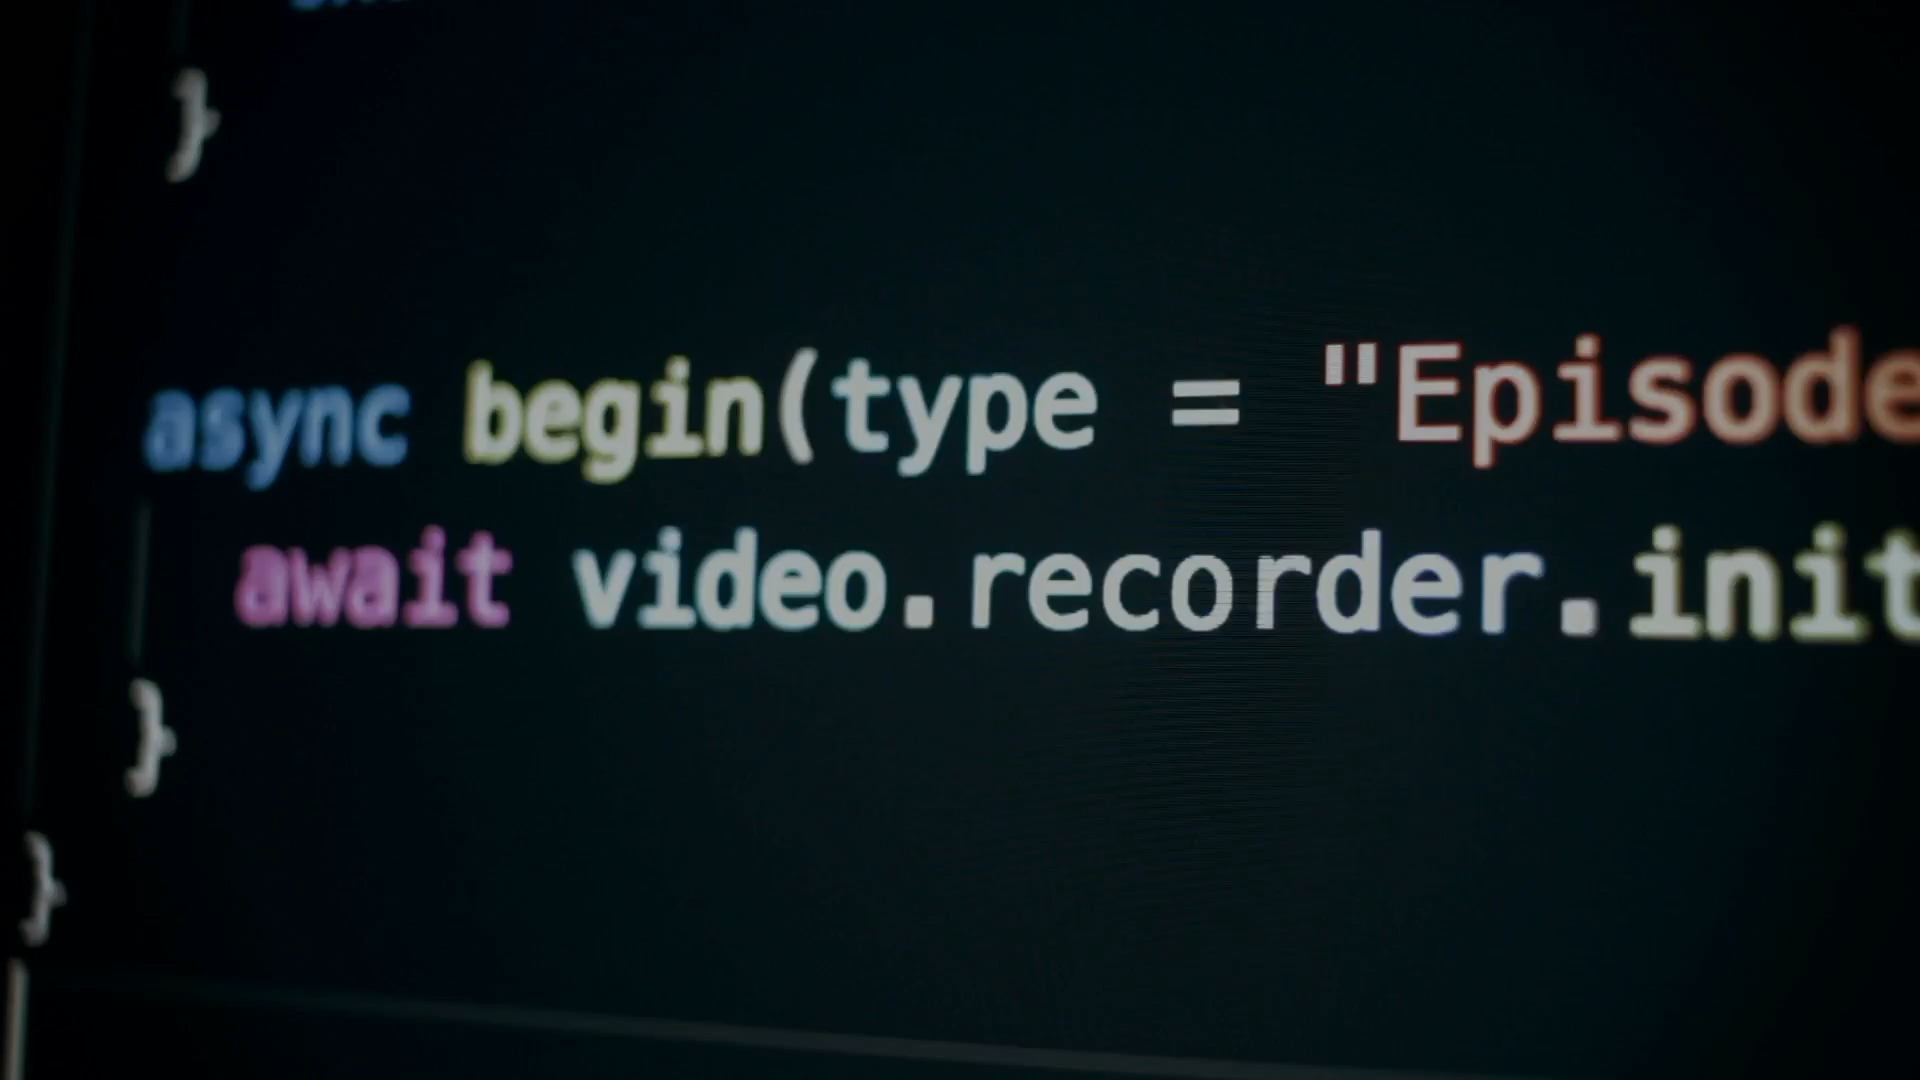 }
async begin(type = "Episode
await video.recorder.init
}
}